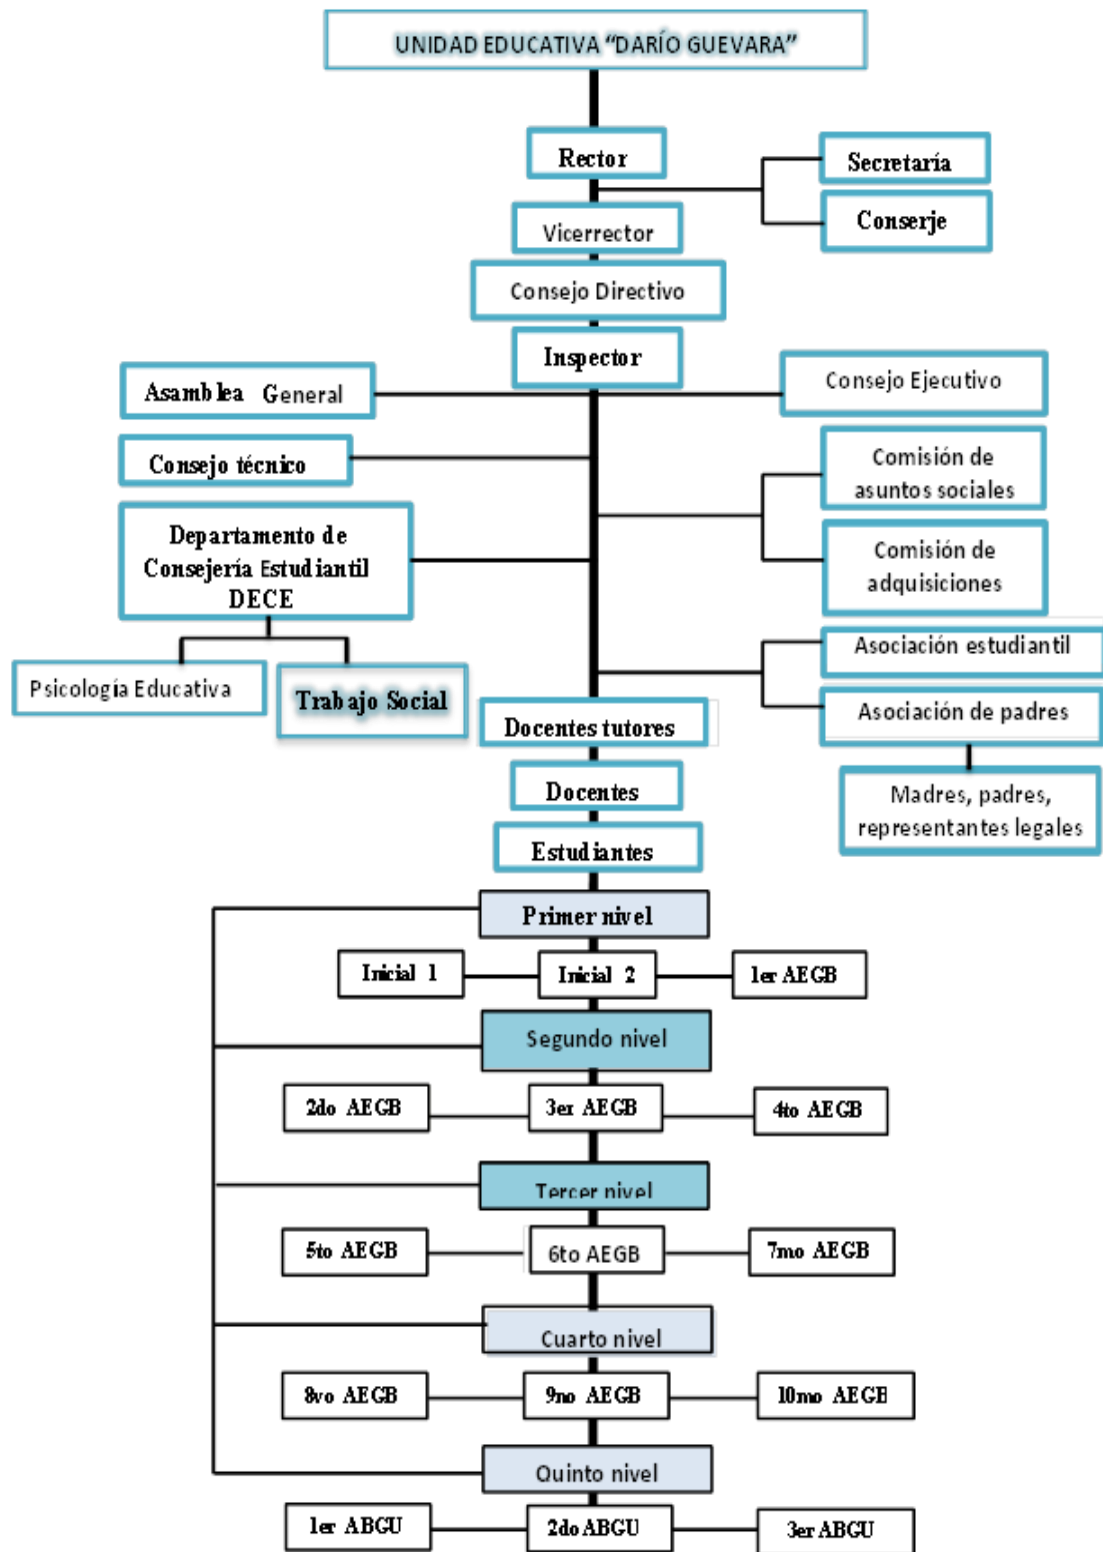 UNIDAD EDUCATIVA “DARÍO GUEVARA”
Rector
Secretaría
Conserje
Vicerrector
Consejo Directivo
Inspector
Asamblea General
Consejo Ejecutivo
Consejo técnico
Comisión de
asuntos sociales
Departamento de
Consejería Estudiantil
DECE
Comisión de
adquisiciones
Psicología Educativa
Trabajo Social
Asociación estudiantil
Asociación de padres
Madres, padres,
representantes legales
Docentes tutores
Docentes
Estudiantes
Primer nivel
Inicial 1
Inicial 2
1er AEGB
Segundo nivel
2do AEGB
3er AEGB
4to AEGB
Tercer nivel
5to AEGB
6to AEGB
7mo AEGB
Cuarto nivel
8vo AEGB
9no AEGB
10mo AEGB
Quinto nivel
1er ABGU
2do ABGU
3er ABGU